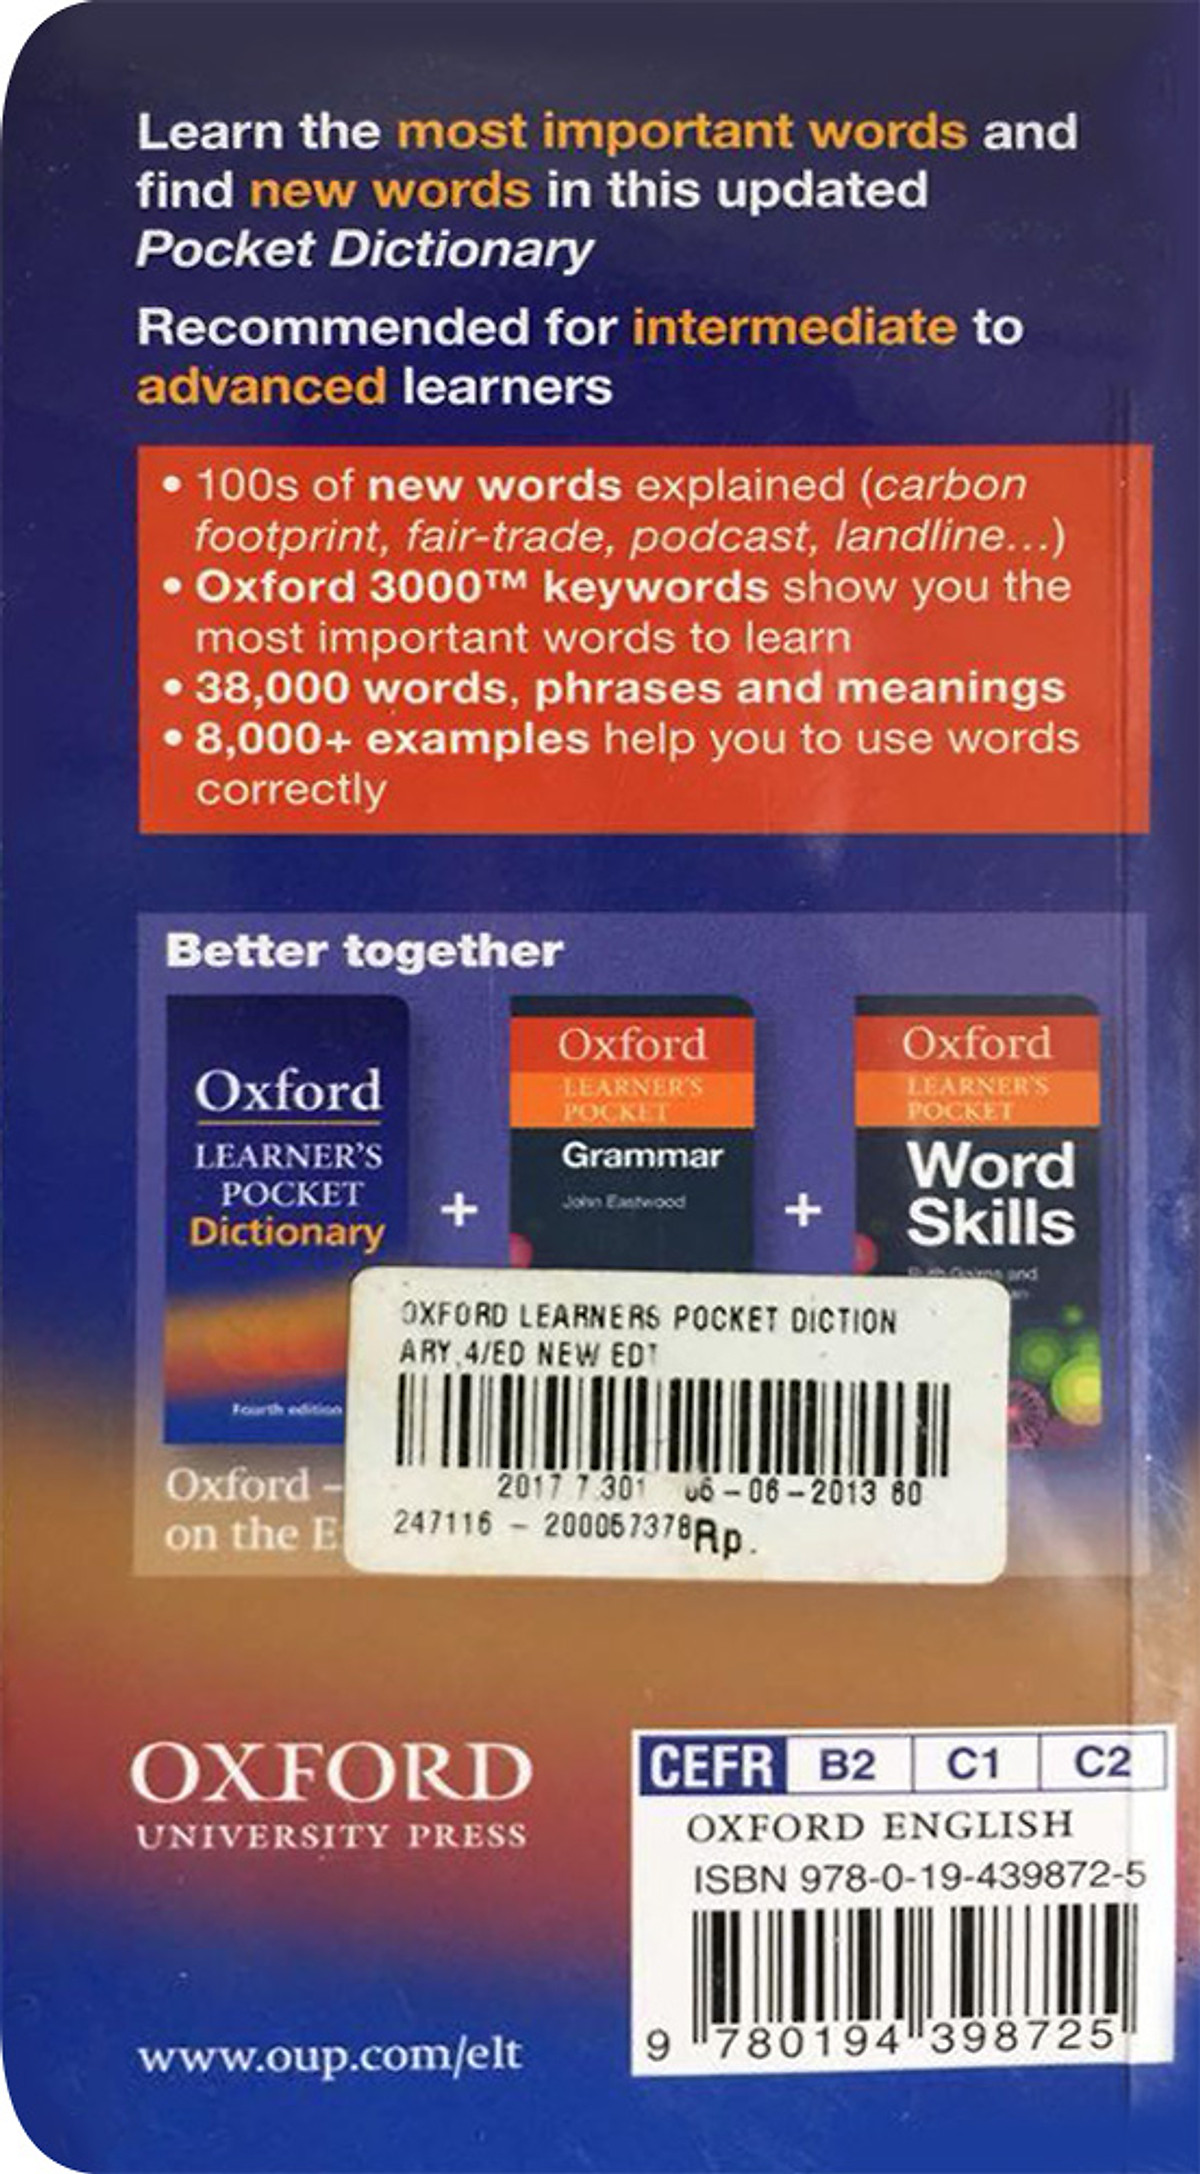 Learn the most important words and
find new words in this updated
Pocket Dictionary
Recommended for intermediate to
advanced learners
• 100s of new words explained (carbon
footprint, fair-trade, podcast, landline...)
• Oxford 3000™ keywords show you the
most important words to learn
• 38,000 words, phrases and meanings
• 8,000+ examples help you to use words
correctly
Better together
Oxford
LEARNER'S
POCKET
Dictionary
Fourth edition
+
Oxford
LEARNER'S
POCKET
Grammar
John Eastwood
+
Oxford
LEARNER'S
POCKET
Word
Skills
Ruth Gairns and
Oxford –
on the E
OXFORD LEARNERS POCKET DICTION
ARY,4/ED NEW EDT
2017 7.301 06-06-2013 60
247116 - 200057378Rp.
OXFORD
UNIVERSITY PRESS
www.oup.com/elt
CEFR B2 C1 C2
OXFORD ENGLISH
ISBN 978-0-19-439872-5
9 780194 398725